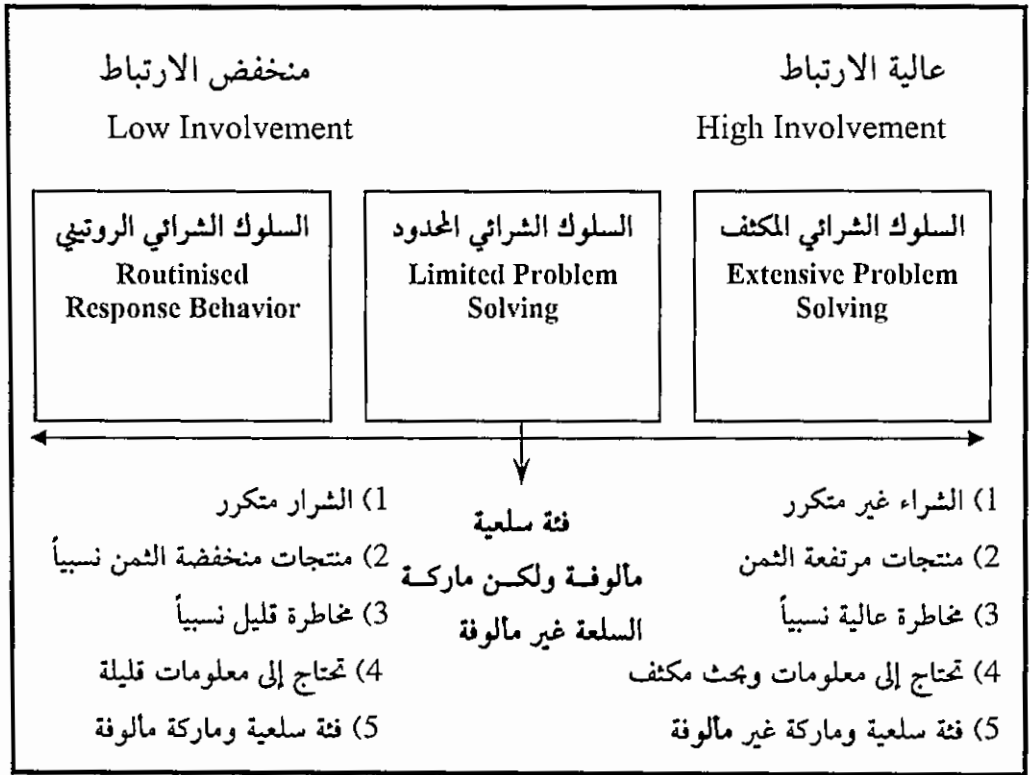 عالية الارتباط
High Involvement
منخفض الارتباط
Low Involvement
السلوك الشرائي المكثف
Extensive Problem
Solving
السلوك الشرائي المحدود
Limited Problem
Solving
السلوك الشرائي الروتيني
Routinised
Response Behavior
1) الشراء غير متكرر
2) منتجات مرتفعة الثمن
3) مخاطرة عالية نسبياً
4) تحتاج إلى معلومات وبحث مكثف
5) فئة سلعية وماركة غير مألوفة
فئة سلعية
مألوفة ولكن ماركة
السلعة غير مألوفة
1) الشرار متكرر
2) منتجات منخفضة الثمن نسبياً
3) مخاطرة قليل نسبياً
4) تحتاج إلى معلومات قليلة
5) فئة سلعية وماركة مألوفة